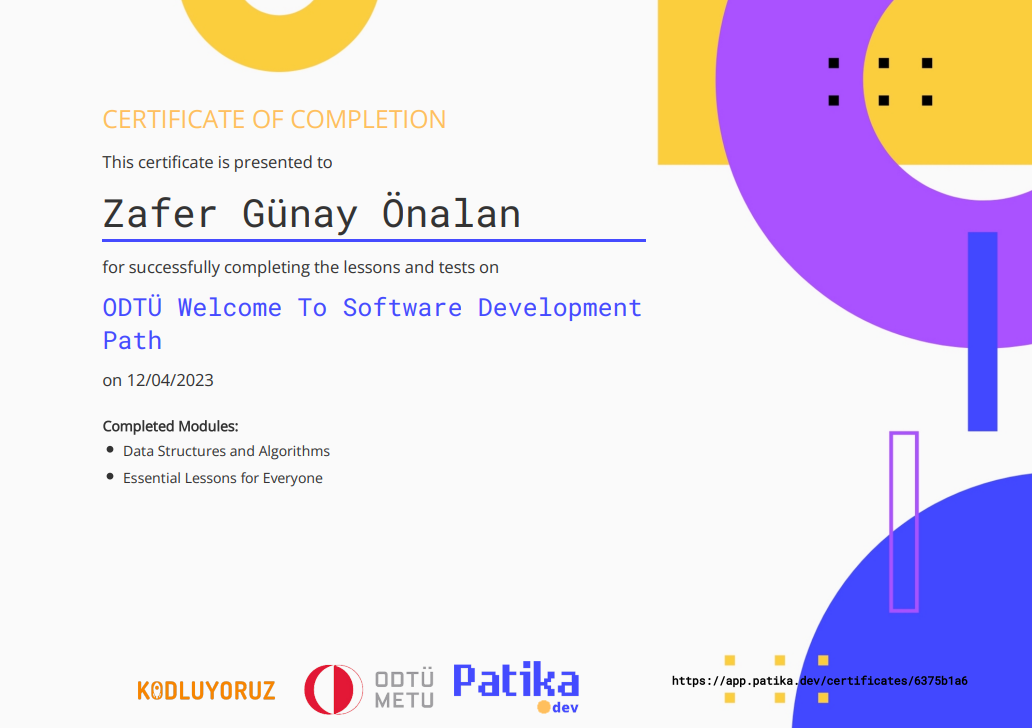 CERTIFICATE OF COMPLETION
This certificate is presented to
Zafer Günay Önalan
for successfully completing the lessons and tests on
ODTÜ Welcome To Software Development
Path
on 12/04/2023
Completed Modules:
Data Structures and Algorithms
Essential Lessons for Everyone
KODLUYORUZ
ODTÜ
METU
Patika
dev
https://app.patika.dev/certificates/6375b1a6